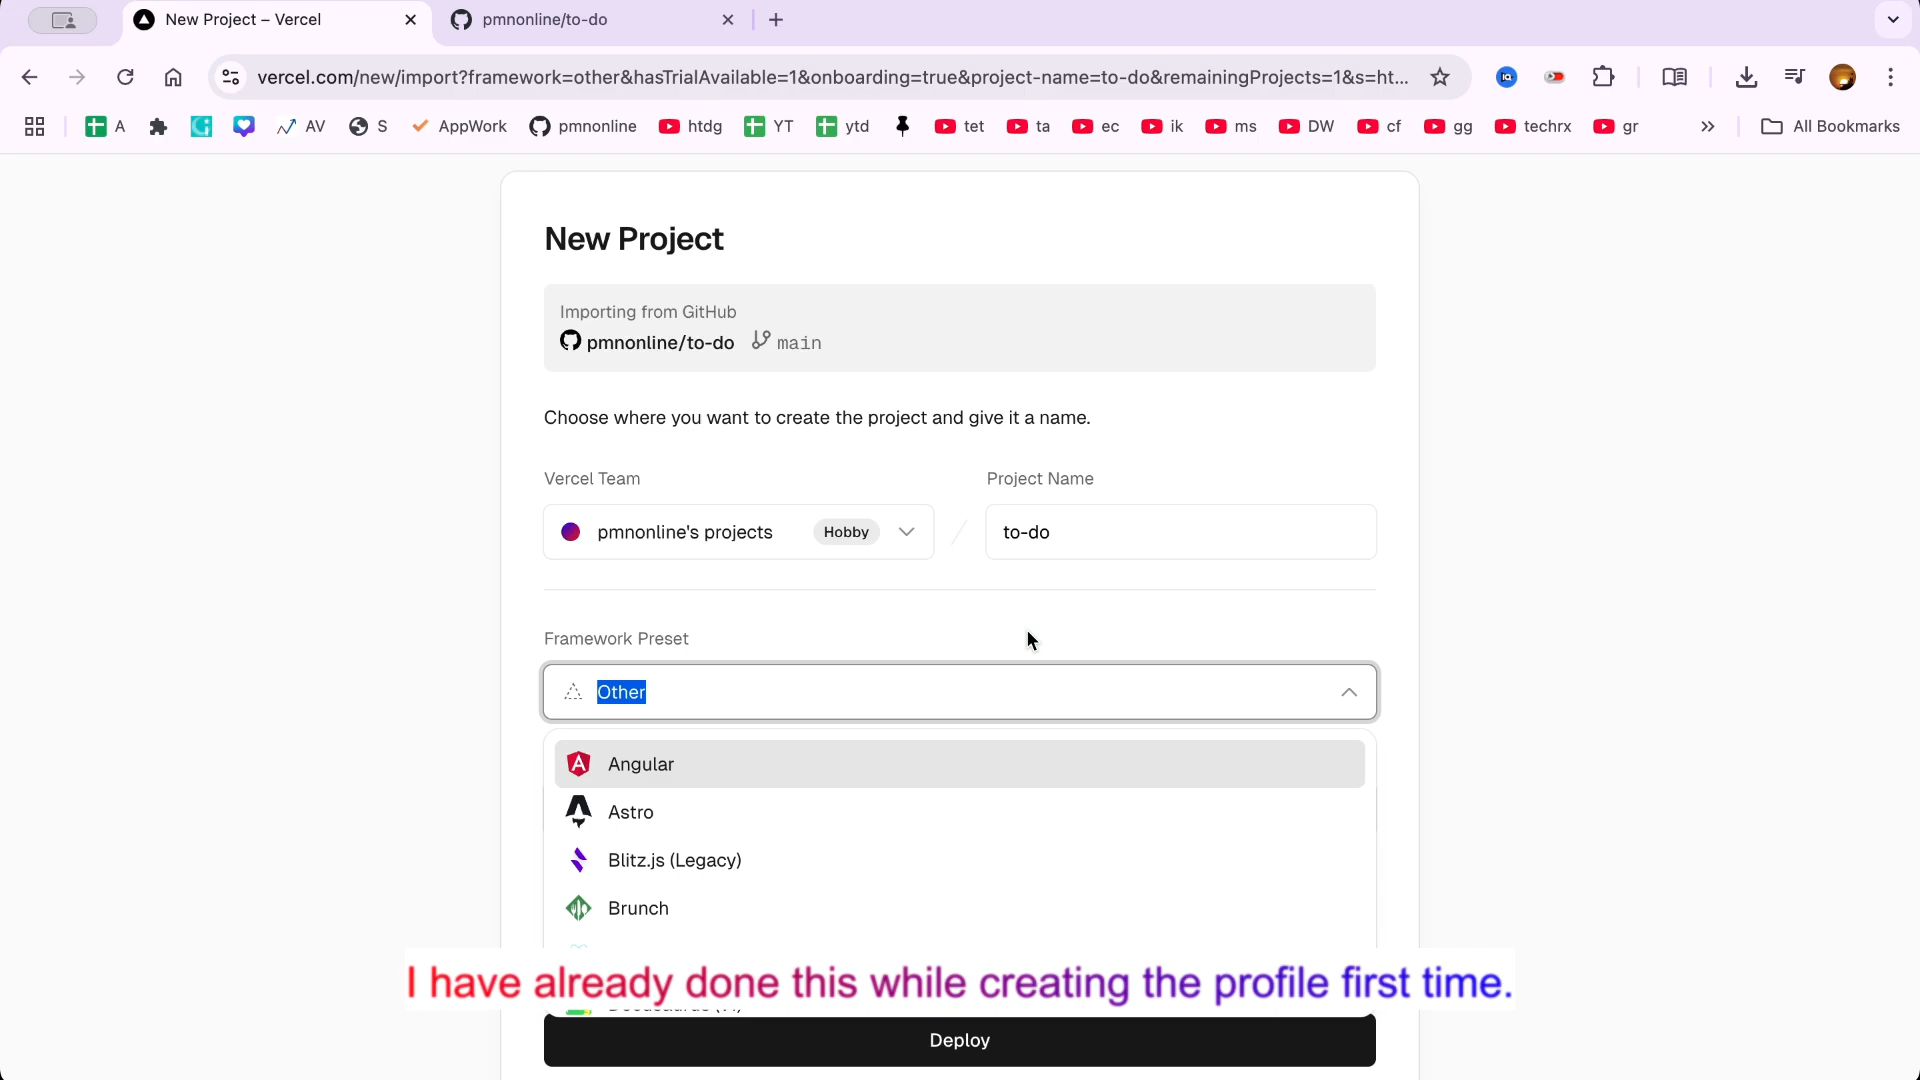 New Project – Vercel
pmnonline/to-do
vercel.com/new/import?framework=other&hasTrialAvailable=1&onboarding=true&project-name=to-do&remainingProjects=1&s=ht...
A
AV
S
AppWork
pmnonline
htdg
YT
ytd
tet
ta
ec
ik
ms
DW
cf
gg
techrx
gr
All Bookmarks
New Project
Importing from GitHub
pmnonline/to-do main
Choose where you want to create the project and give it a name.
Vercel Team
Project Name
pmnonline's projects Hobby
to-do
Framework Preset
Other
Angular
Astro
Blitz.js (Legacy)
Brunch
I have already done this while creating the profile first time.
Deploy